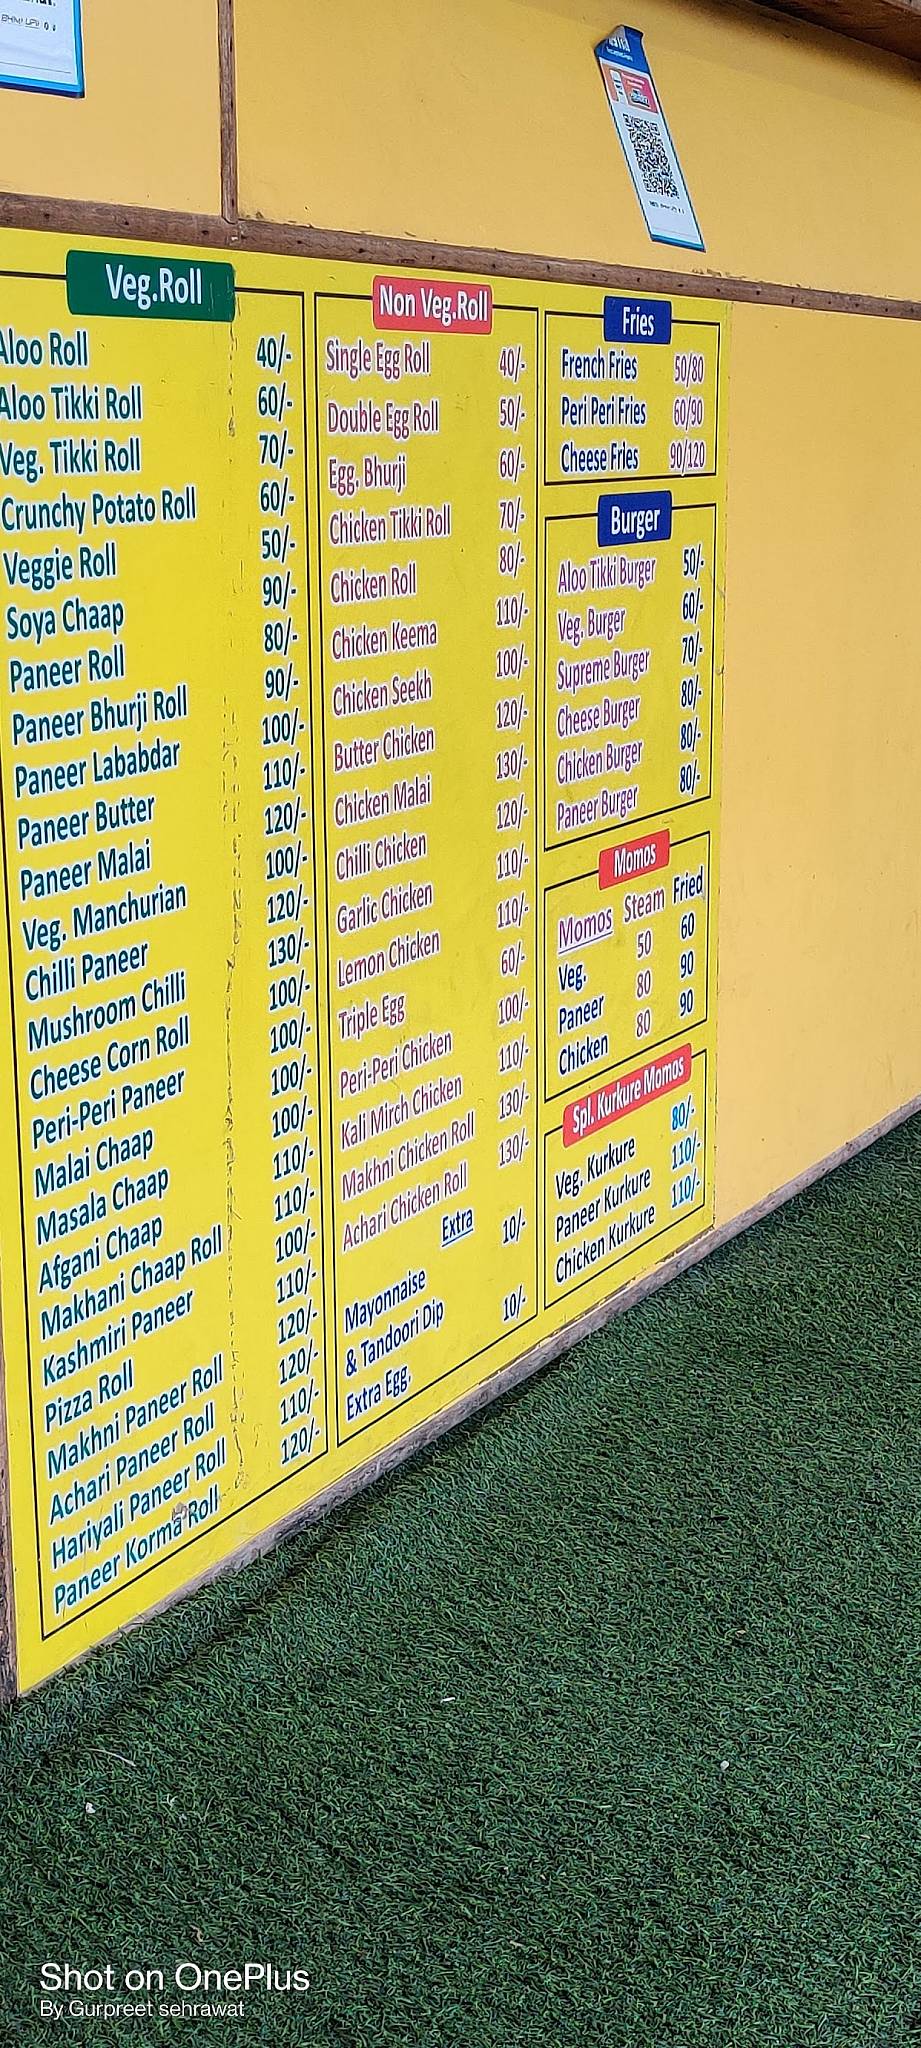 BHIM UPI
Veg.Roll
Aloo Roll 40/-
Aloo Tikki Roll 60/-
Veg. Tikki Roll 70/-
Crunchy Potato Roll 60/-
Veggie Roll 50/-
Soya Chaap 90/-
Paneer Roll 80/-
Paneer Bhurji Roll 90/-
Paneer Lababdar 100/-
Paneer Butter 110/-
Paneer Malai 120/-
Veg. Manchurian 100/-
Chilli Paneer 120/-
Mushroom Chilli 130/-
Cheese Corn Roll 100/-
Peri-Peri Paneer 100/-
Malai Chaap 100/-
Masala Chaap 100/-
Afgani Chaap 110/-
Makhani Chaap Roll 110/-
Kashmiri Paneer 100/-
Pizza Roll 110/-
Makhni Paneer Roll 120/-
Achari Paneer Roll 120/-
Hariyali Paneer Roll 110/-
Paneer Korma Roll 120/-
Non Veg.Roll
Single Egg Roll 40/-
Double Egg Roll 50/-
Egg. Bhurji 60/-
Chicken Tikki Roll 70/-
Chicken Roll 80/-
Chicken Keema 110/-
Chicken Seekh 100/-
Butter Chicken 120/-
Chicken Malai 130/-
Chilli Chicken 120/-
Garlic Chicken 110/-
Lemon Chicken 110/-
Triple Egg 60/-
Peri-Peri Chicken 100/-
Kali Mirch Chicken 110/-
Makhni Chicken Roll 130/-
Achari Chicken Roll 130/-
Extra
Mayonnaise 10/-
& Tandoori Dip
Extra Egg. 10/-
Fries
French Fries 50/80
Peri Peri Fries 60/90
Cheese Fries 90/120
Burger
Aloo Tikki Burger 50/-
Veg. Burger 60/-
Supreme Burger 70/-
Cheese Burger 80/-
Chicken Burger 80/-
Paneer Burger 80/-
Momos
Momos Steam Fried
Veg. 50 60
Paneer 80 90
Chicken 80 90
Spl. Kurkure Momos
Veg. Kurkure 80/-
Paneer Kurkure 110/-
Chicken Kurkure 110/-
Shot on OnePlus
By Gurpreet sehrawat